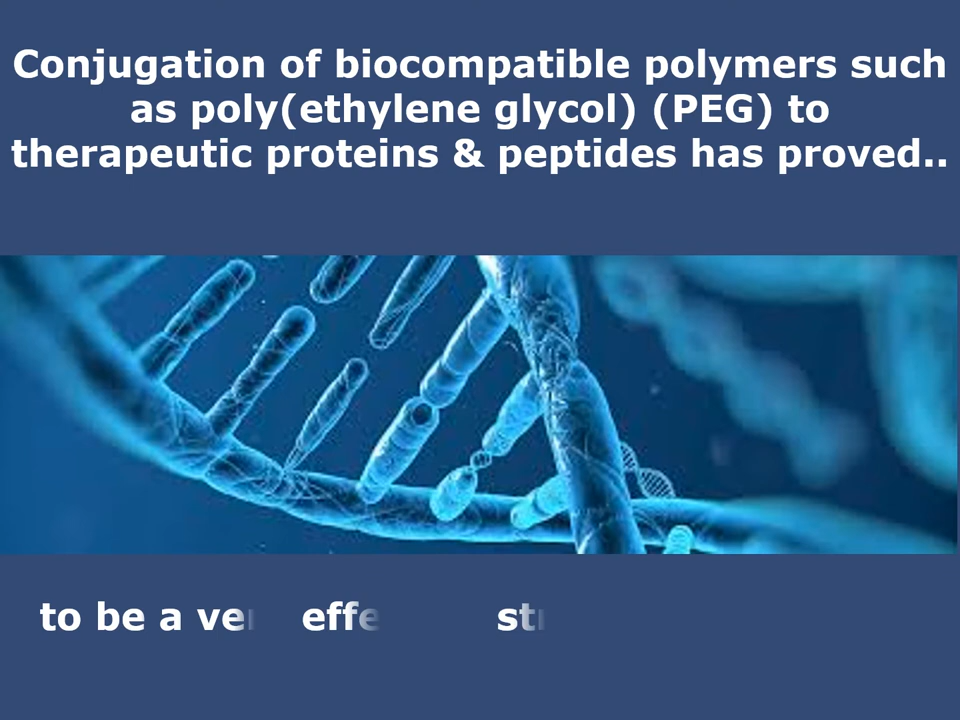 Conjugation of biocompatible polymers such
as poly(ethylene glycol) (PEG) to
therapeutic proteins & peptides has proved..
to be a